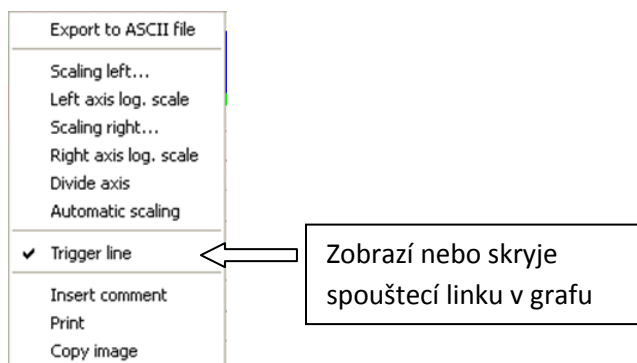 Export to ASCII file
Scaling left...
Left axis log. scale
Scaling right...
Right axis log. scale
Divide axis
Automatic scaling
Trigger line
Insert comment
Print
Copy image
Zobrazí nebo skryje
spouštecí linku v grafu